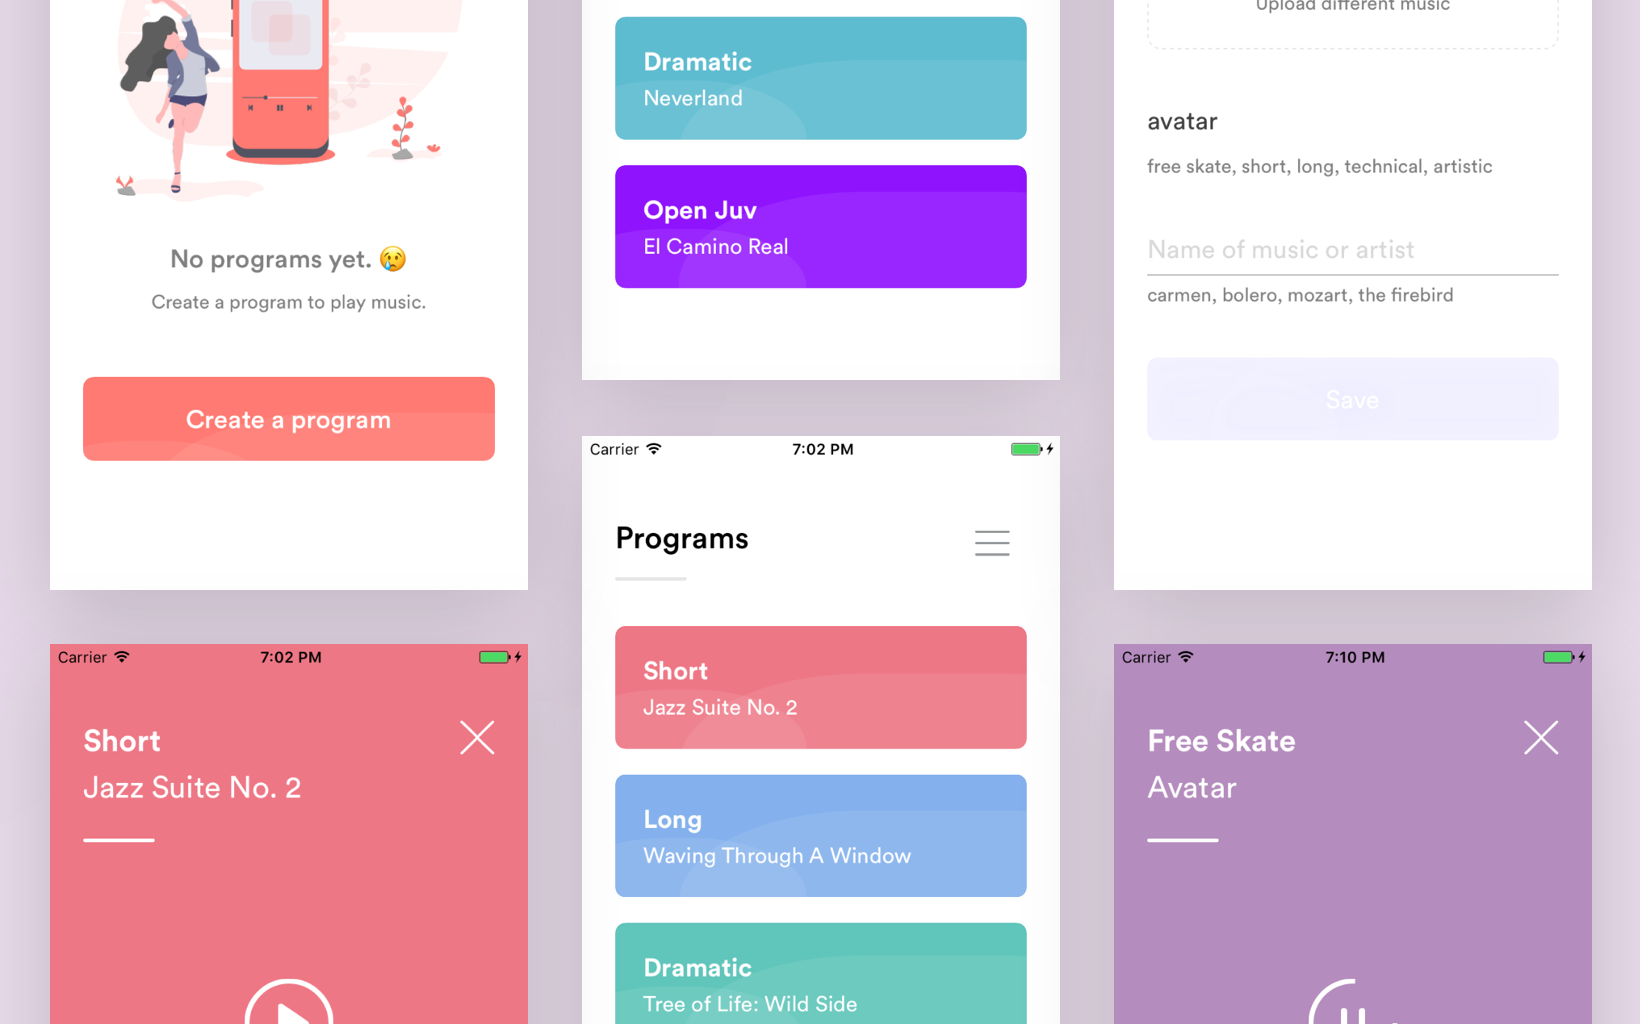 No programs yet. 😢
Create a program to play music.
Create a program
Carrier
7:02 PM
Short
Jazz Suite No. 2
Dramatic
Neverland
Open Juv
El Camino Real
Carrier
7:02 PM
Programs
Short
Jazz Suite No. 2
Long
Waving Through A Window
Dramatic
Tree of Life: Wild Side
Upload different music
avatar
free skate, short, long, technical, artistic
Name of music or artist
carmen, bolero, mozart, the firebird
Save
Carrier
7:10 PM
Free Skate
Avatar